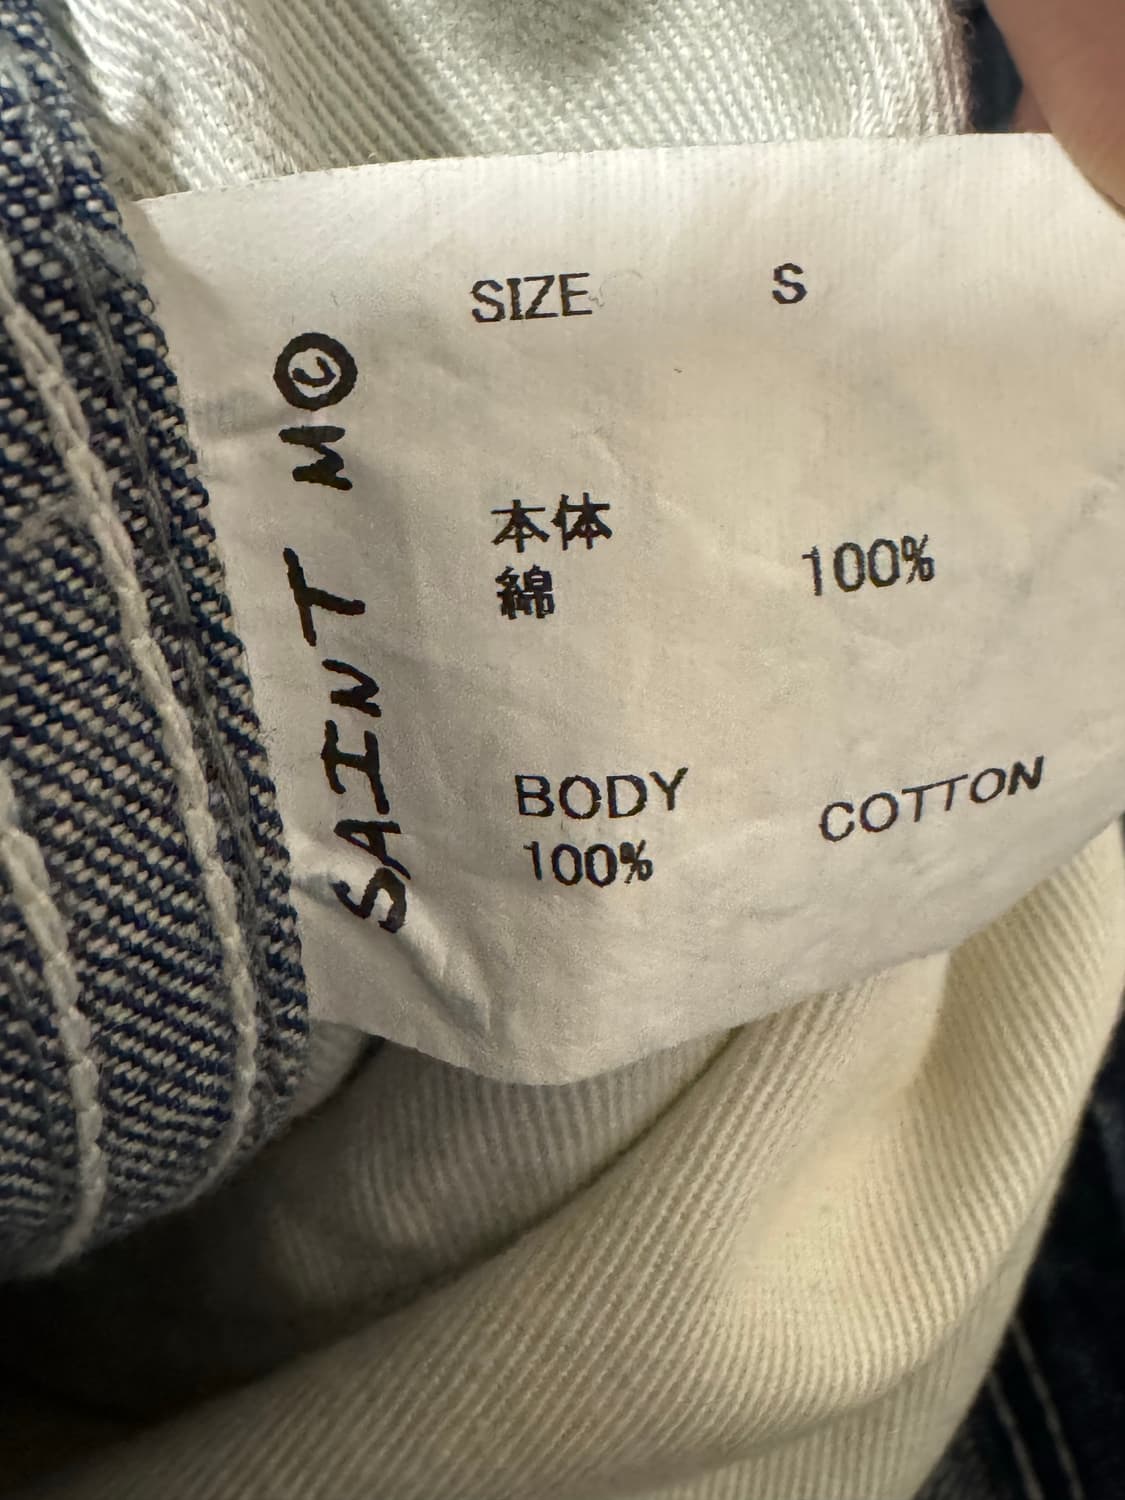 SAINT M©
SIZE S
本体
綿 100%
BODY COTTON
100%